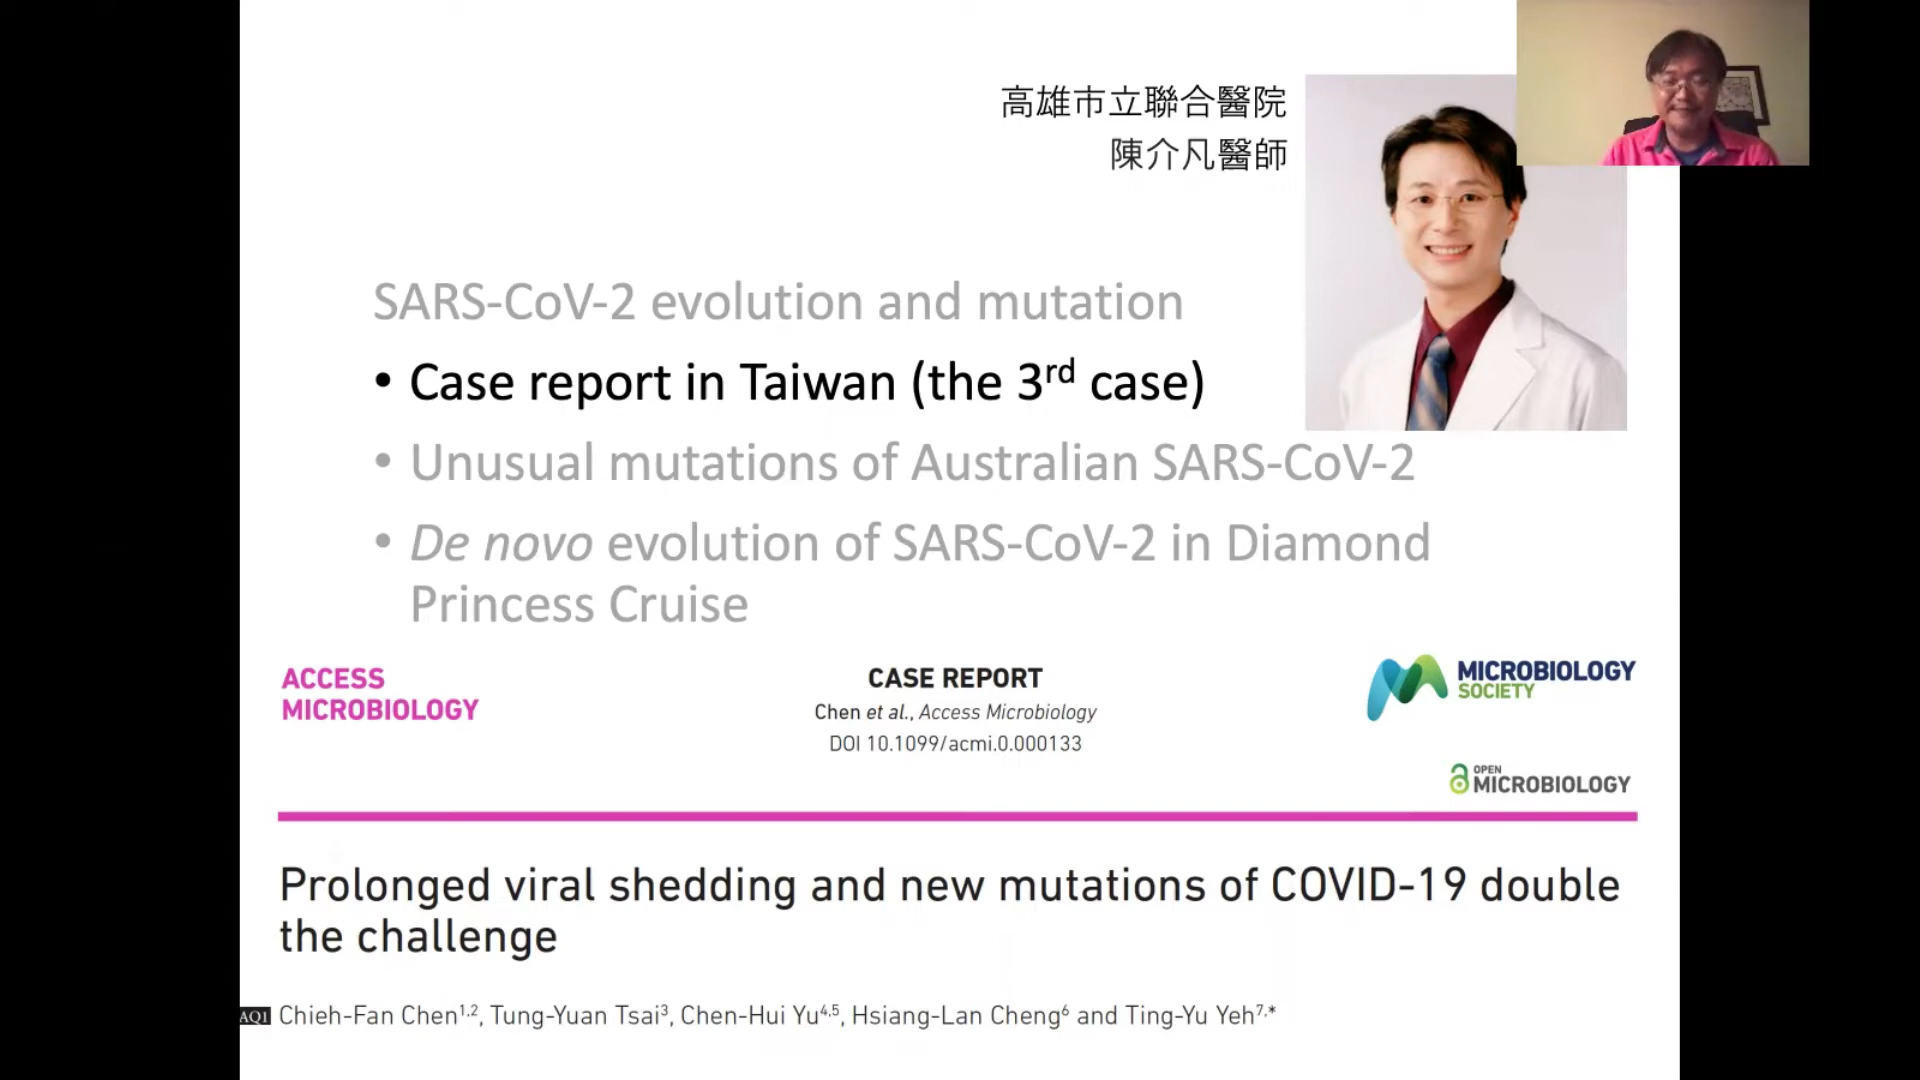 高雄市立聯合醫院
陳介凡醫師
SARS-CoV-2 evolution and mutation
• Case report in Taiwan (the 3rd case)
• Unusual mutations of Australian SARS-CoV-2
• De novo evolution of SARS-CoV-2 in Diamond
Princess Cruise
ACCESS
MICROBIOLOGY
CASE REPORT
Chen et al., Access Microbiology
DOI 10.1099/acmi.0.000133
MICROBIOLOGY
SOCIETY
OPEN
MICROBIOLOGY
Prolonged viral shedding and new mutations of COVID-19 double
the challenge
AQ1 Chieh-Fan Chen1,2, Tung-Yuan Tsai3, Chen-Hui Yu4,5, Hsiang-Lan Cheng6 and Ting-Yu Yeh7,*